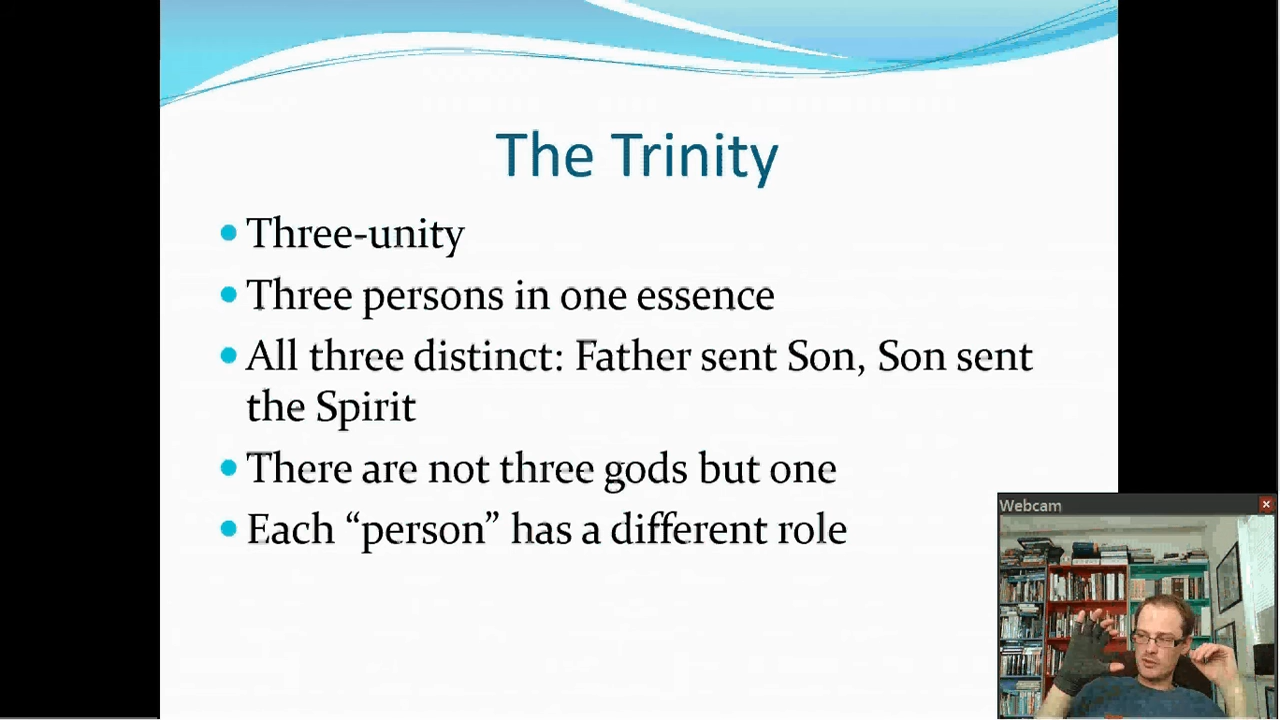 The Trinity
• Three-unity
• Three persons in one essence
• All three distinct: Father sent Son, Son sent
the Spirit
• There are not three gods but one
• Each “person” has a different role
Webcam